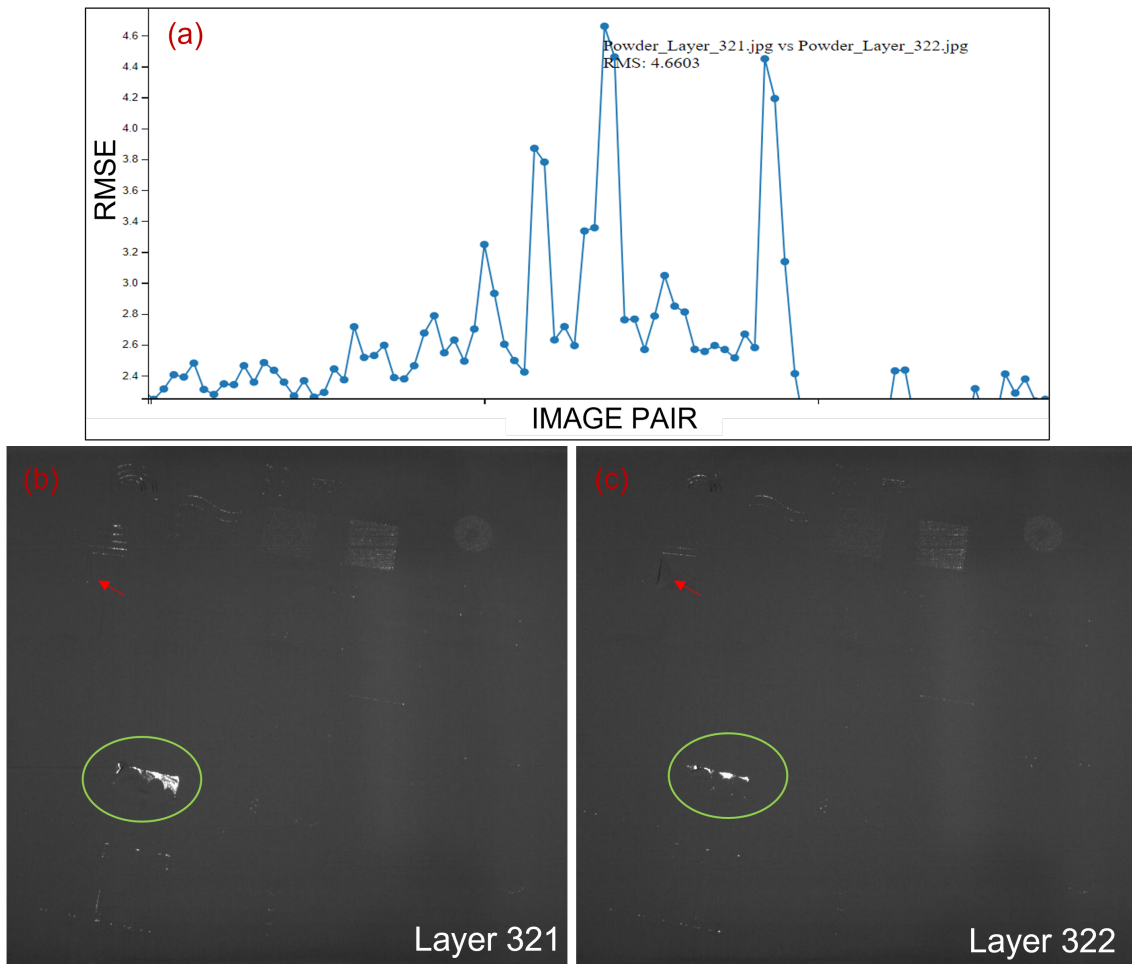 (a)
4.6
4.4
4.2
4.0
3.8
3.6
3.4
3.2
3.0
2.8
2.6
2.4
RMSE
Powder_Layer_321.jpg vs Powder_Layer_322.jpg
RMS: 4.6603
IMAGE PAIR
(b)
(c)
Layer 321
Layer 322